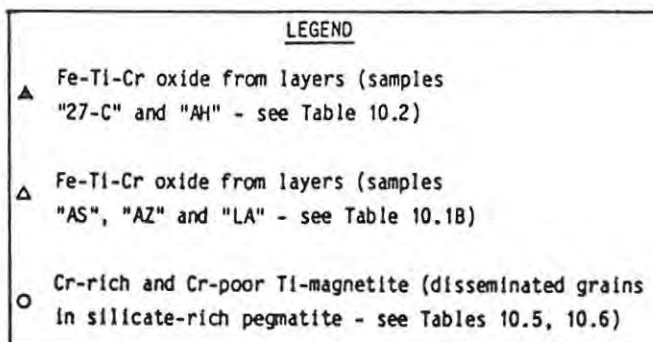 LEGEND
Fe-Ti-Cr oxide from layers (samples
"27-C" and "AH" - see Table 10.2)
Fe-Ti-Cr oxide from layers (samples
"AS", "AZ" and "LA" - see Table 10.1B)
Cr-rich and Cr-poor Ti-magnetite (disseminated grains
in silicate-rich pegmatite - see Tables 10.5, 10.6)